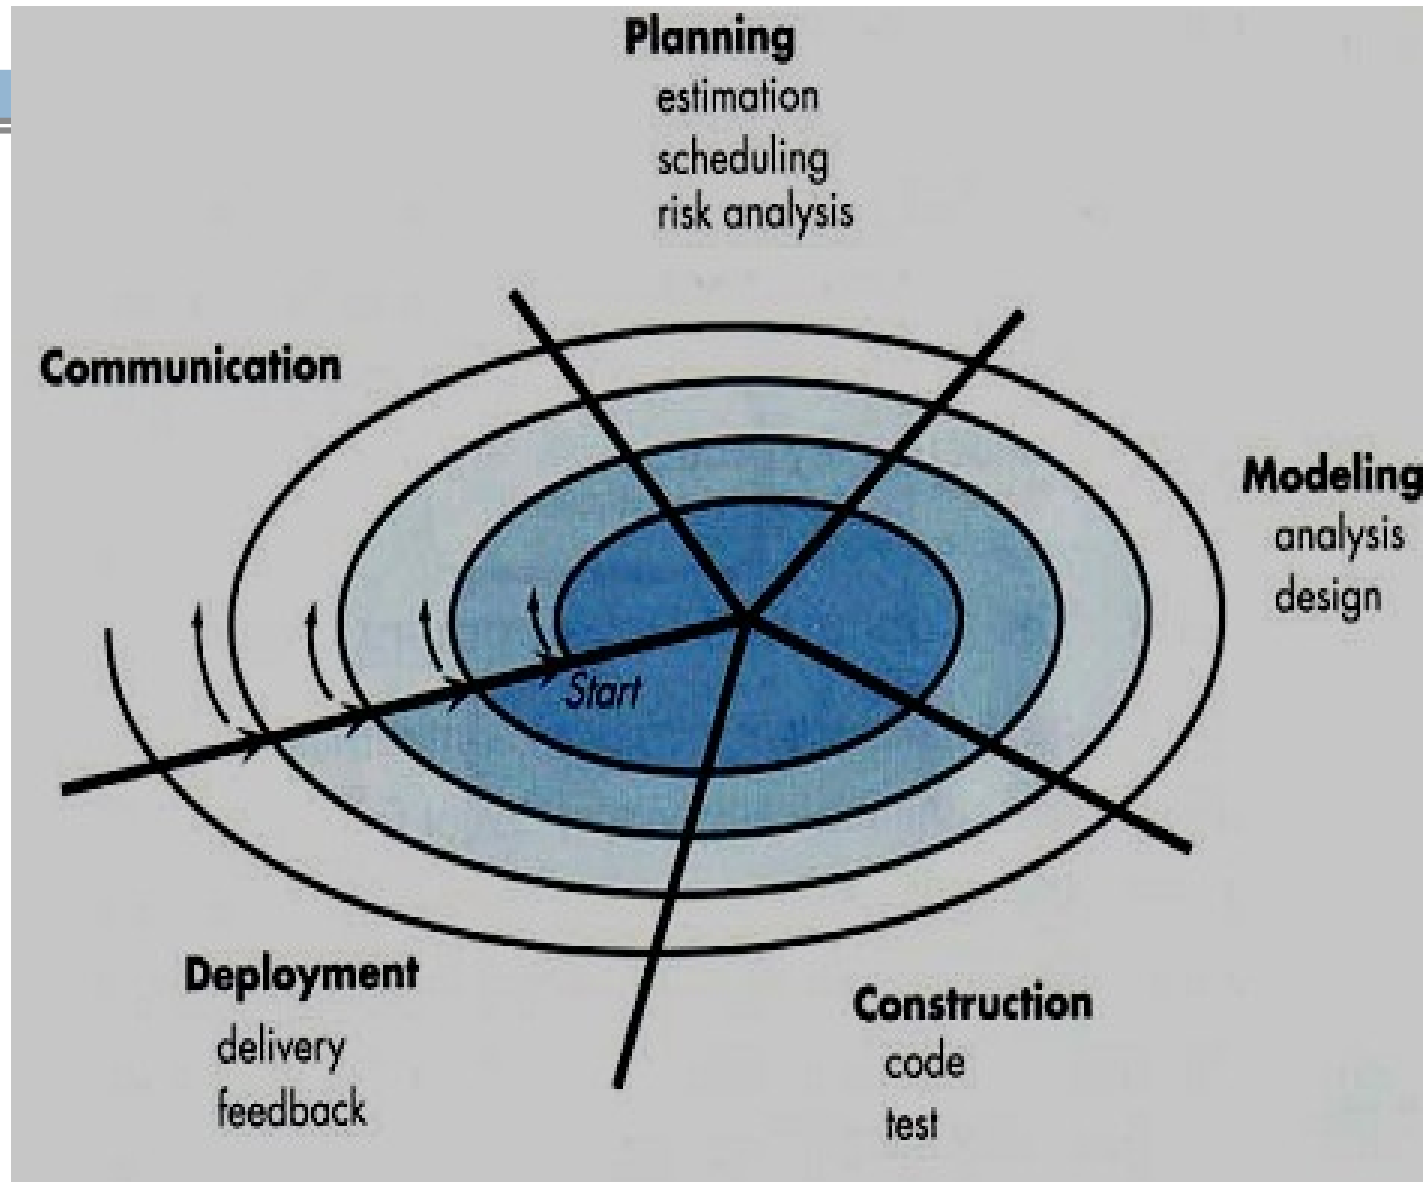 Planning
estimation
scheduling
risk analysis
Communication
Modeling
analysis
design
Start
Deployment
delivery
feedback
Construction
code
test